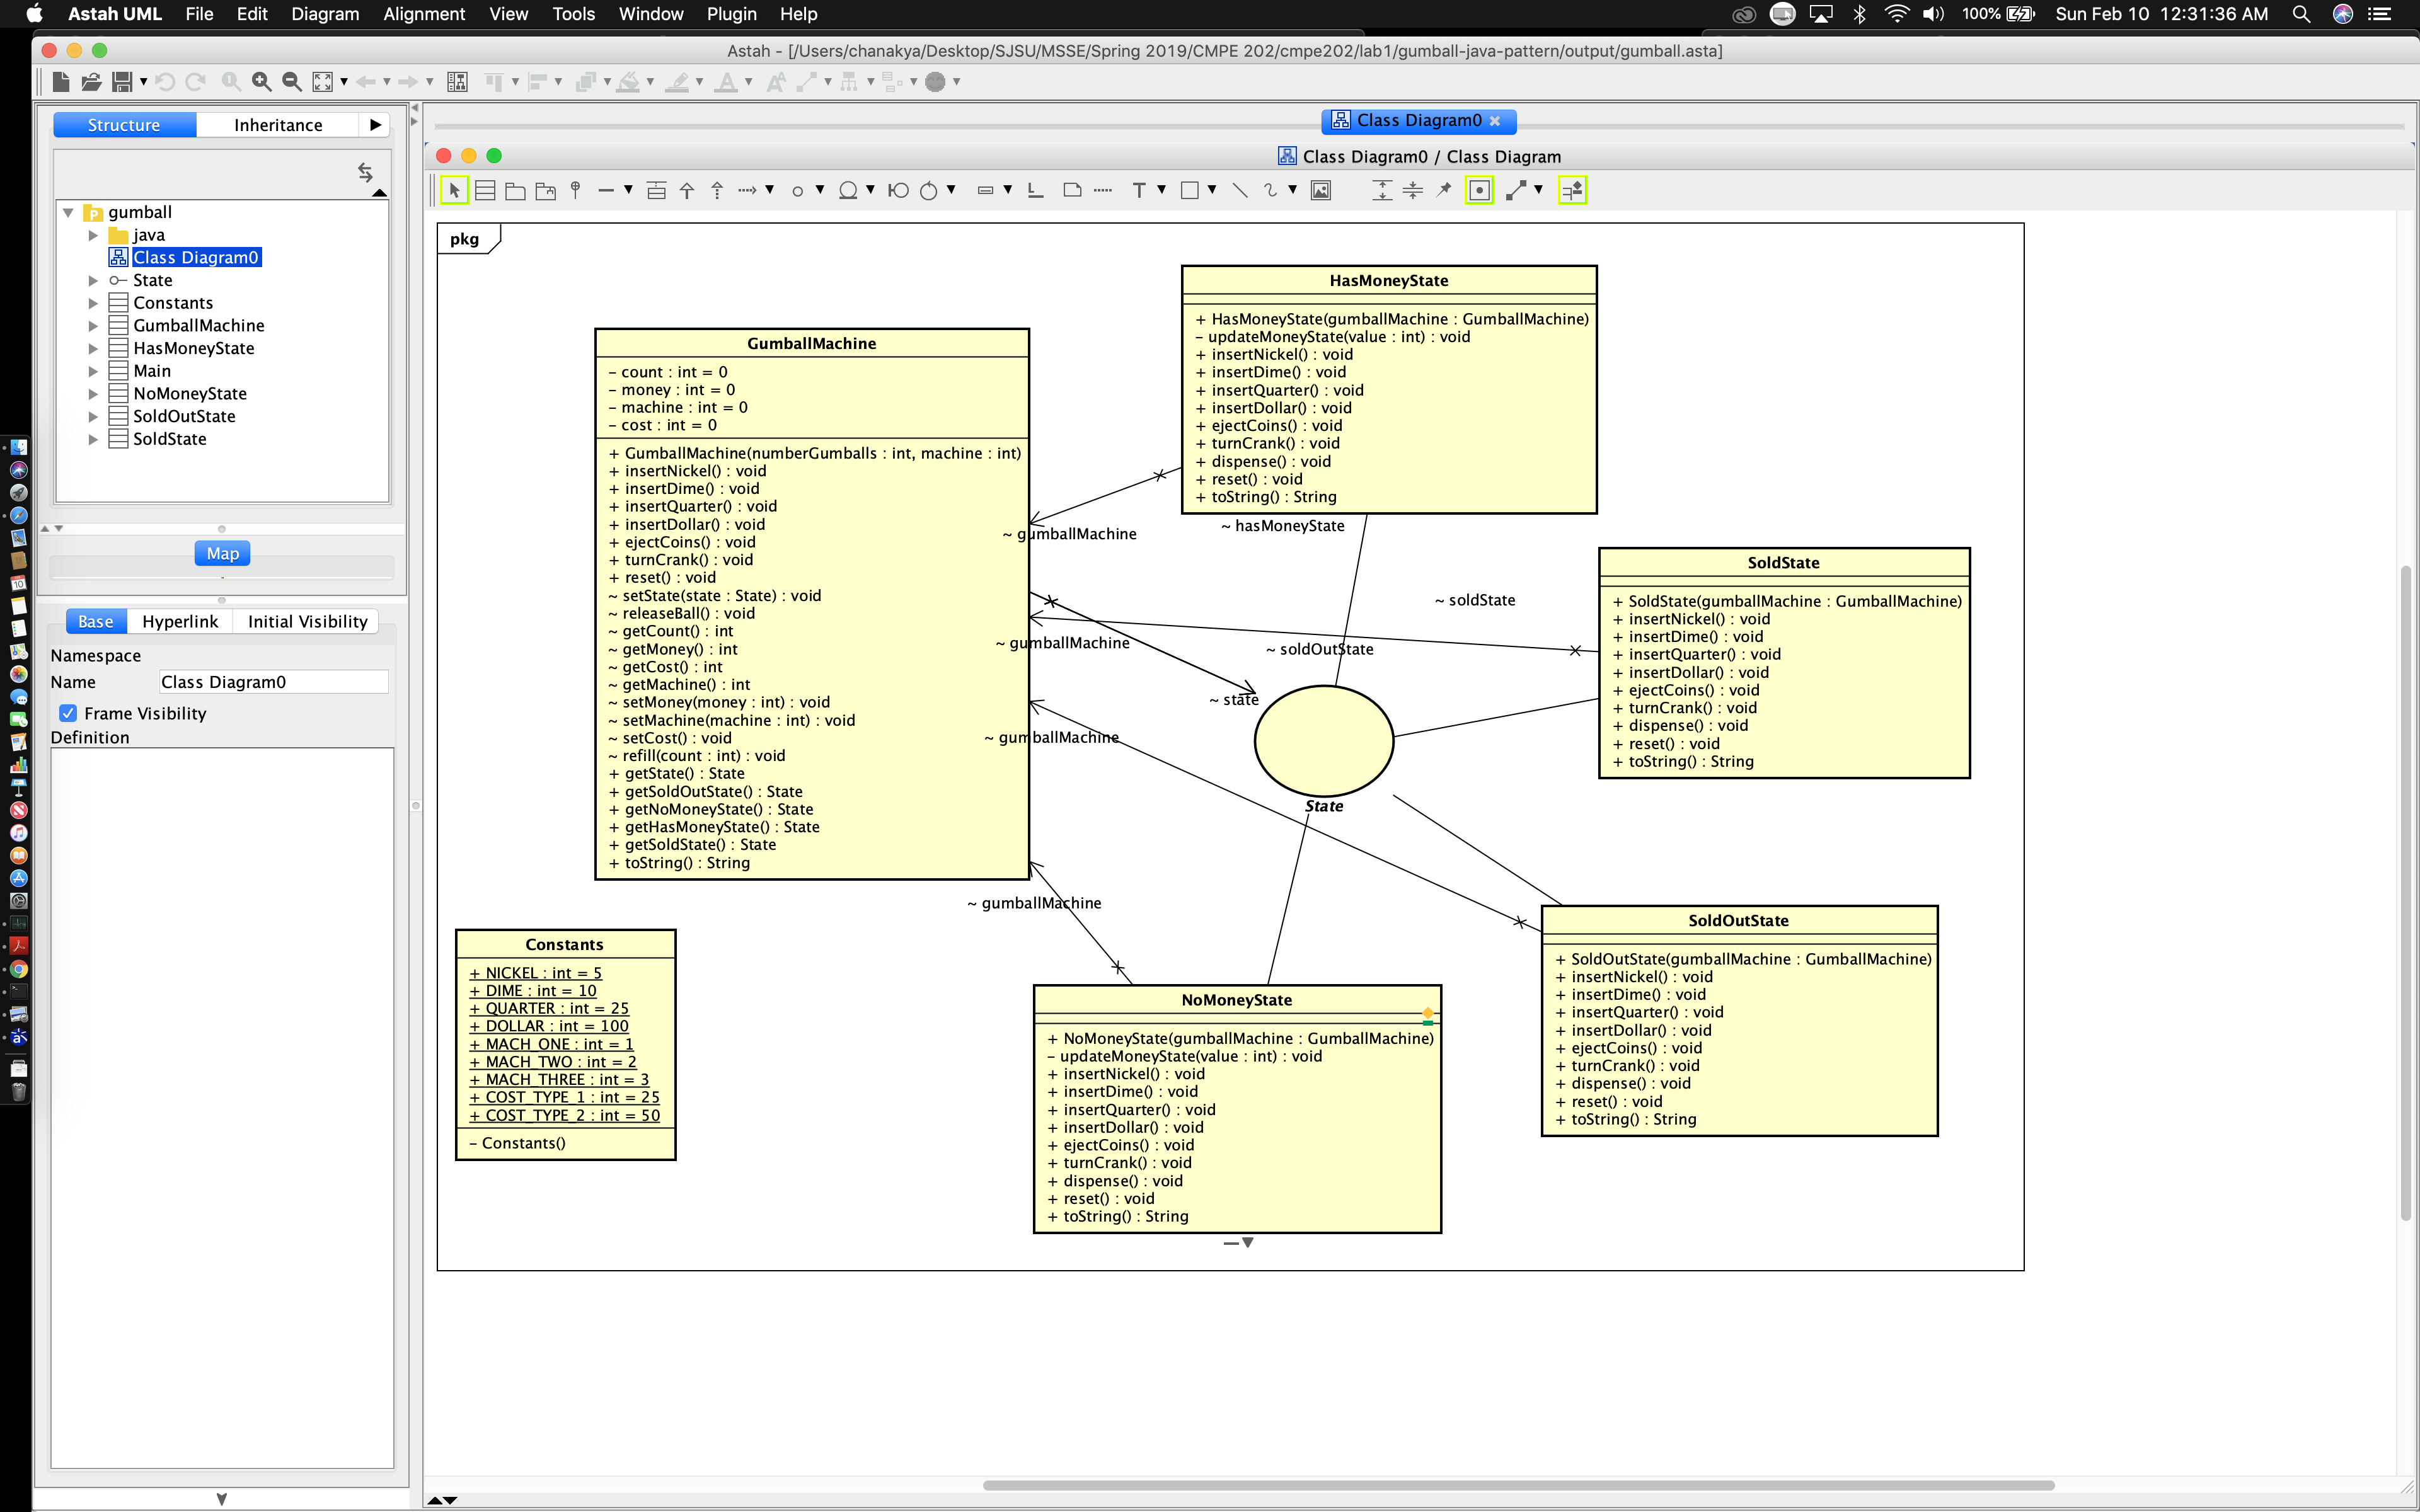 Astah UML File Edit Diagram Alignment View Tools Window Plugin Help 100% Sun Feb 10 12:31:36 AM
Astah - [/Users/chanakya/Desktop/SJSU/MSSE/Spring 2019/CMPE 202/cmpe202/lab1/gumball-java-pattern/output/gumball.asta]
Structure Inheritance
gumball
java
Class Diagram0
State
Constants
GumballMachine
HasMoneyState
Main
NoMoneyState
SoldOutState
SoldState
Map
Base Hyperlink Initial Visibility
Namespace
Name Class Diagram0
Frame Visibility
Definition
Class Diagram0
Class Diagram0 / Class Diagram
pkg
GumballMachine
- count : int = 0
- money : int = 0
- machine : int = 0
- cost : int = 0
+ GumballMachine(numberGumballs : int, machine : int)
+ insertNickel() : void
+ insertDime() : void
+ insertQuarter() : void
+ insertDollar() : void
+ ejectCoins() : void
+ turnCrank() : void
+ reset() : void
~ setState(state : State) : void
~ releaseBall() : void
~ getCount() : int
~ getMoney() : int
~ getCost() : int
~ getMachine() : int
~ setMoney(money : int) : void
~ setMachine(machine : int) : void
~ setCost() : void
~ refill(count : int) : void
+ getState() : State
+ getSoldOutState() : State
+ getNoMoneyState() : State
+ getHasMoneyState() : State
+ getSoldState() : State
+ toString() : String
HasMoneyState
+ HasMoneyState(gumballMachine : GumballMachine)
- updateMoneyState(value : int) : void
+ insertNickel() : void
+ insertDime() : void
+ insertQuarter() : void
+ insertDollar() : void
+ ejectCoins() : void
+ turnCrank() : void
+ dispense() : void
+ reset() : void
+ toString() : String
~ hasMoneyState
~ gumballMachine
~ soldState
~ gumballMachine
~ soldOutState
~ state
~ gumballMachine
State
~ gumballMachine
SoldState
+ SoldState(gumballMachine : GumballMachine)
+ insertNickel() : void
+ insertDime() : void
+ insertQuarter() : void
+ insertDollar() : void
+ ejectCoins() : void
+ turnCrank() : void
+ dispense() : void
+ reset() : void
+ toString() : String
SoldOutState
+ SoldOutState(gumballMachine : GumballMachine)
+ insertNickel() : void
+ insertDime() : void
+ insertQuarter() : void
+ insertDollar() : void
+ ejectCoins() : void
+ turnCrank() : void
+ dispense() : void
+ reset() : void
+ toString() : String
Constants
+ NICKEL : int = 5
+ DIME : int = 10
+ QUARTER : int = 25
+ DOLLAR : int = 100
+ MACH_ONE : int = 1
+ MACH_TWO : int = 2
+ MACH_THREE : int = 3
+ COST_TYPE_1 : int = 25
+ COST_TYPE_2 : int = 50
- Constants()
NoMoneyState
+ NoMoneyState(gumballMachine : GumballMachine)
- updateMoneyState(value : int) : void
+ insertNickel() : void
+ insertDime() : void
+ insertQuarter() : void
+ insertDollar() : void
+ ejectCoins() : void
+ turnCrank() : void
+ dispense() : void
+ reset() : void
+ toString() : String